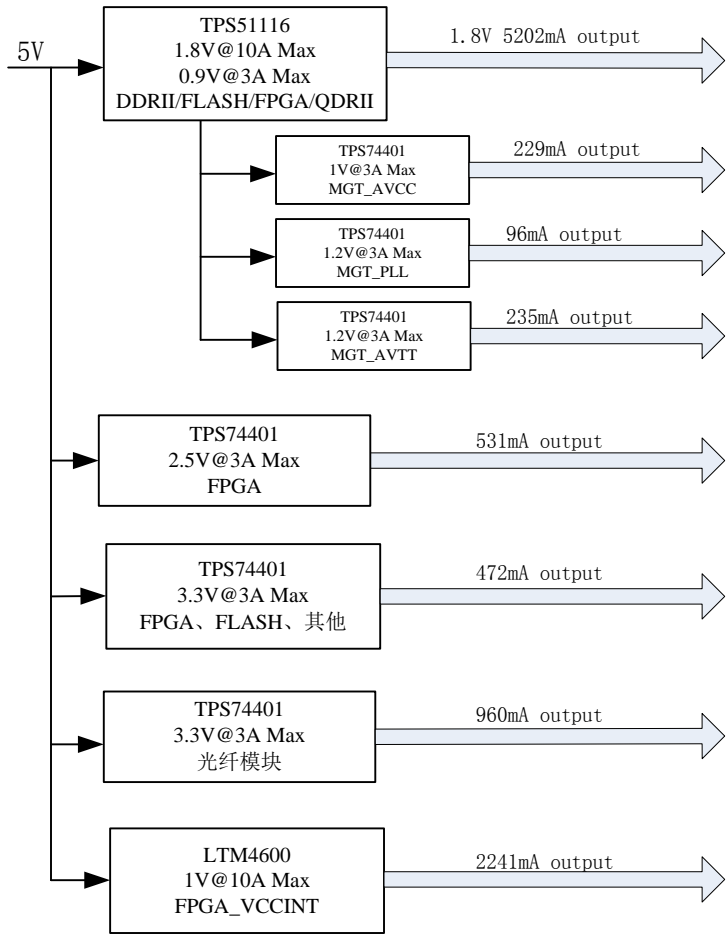 5V
TPS51116
1.8V@10A Max
0.9V@3A Max
DDRII/FLASH/FPGA/QDRII
1.8V 5202mA output
TPS74401
1V@3A Max
MGT_AVCC
229mA output
TPS74401
1.2V@3A Max
MGT_PLL
96mA output
TPS74401
1.2V@3A Max
MGT_AVTT
235mA output
TPS74401
2.5V@3A Max
FPGA
531mA output
TPS74401
3.3V@3A Max
FPGA、FLASH、其他
472mA output
TPS74401
3.3V@3A Max
光纤模块
960mA output
LTM4600
1V@10A Max
FPGA_VCCINT
2241mA output